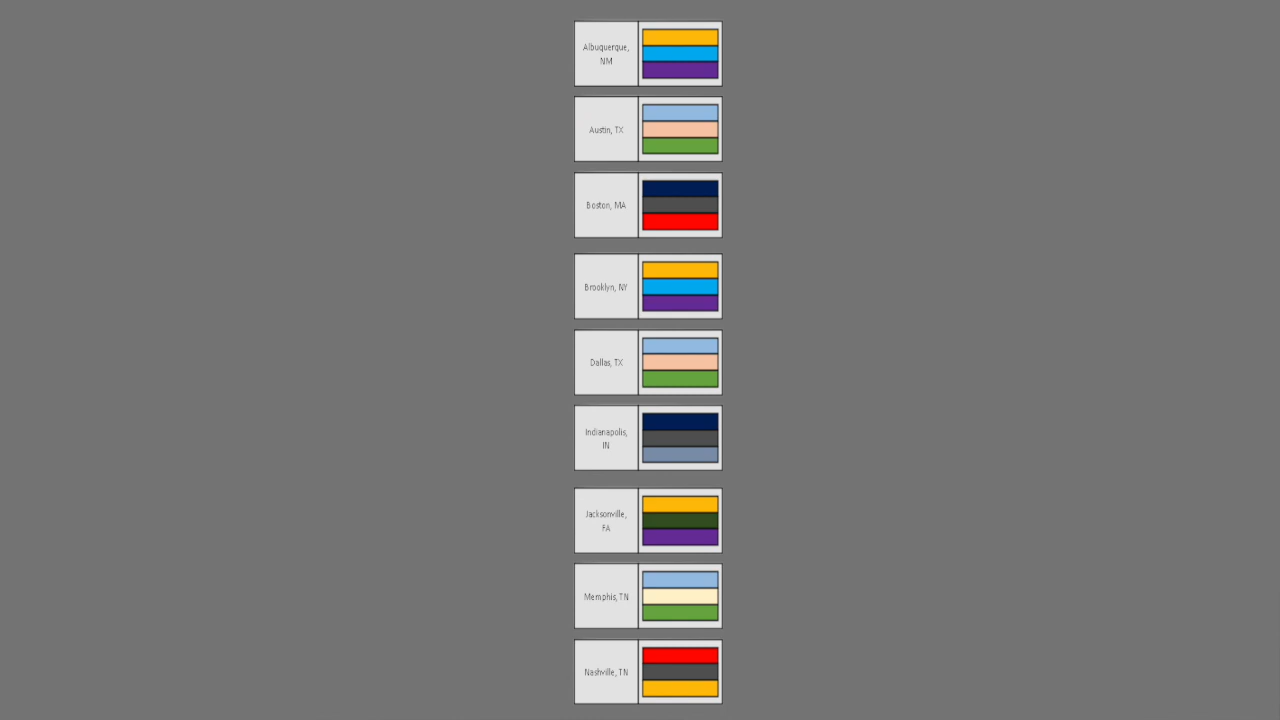 Albuquerque,
NM
Austin, TX
Boston, MA
Brooklyn, NY
Dallas, TX
Indianapolis,
IN
Jacksonville,
FA
Memphis, TN
Nashville, TN